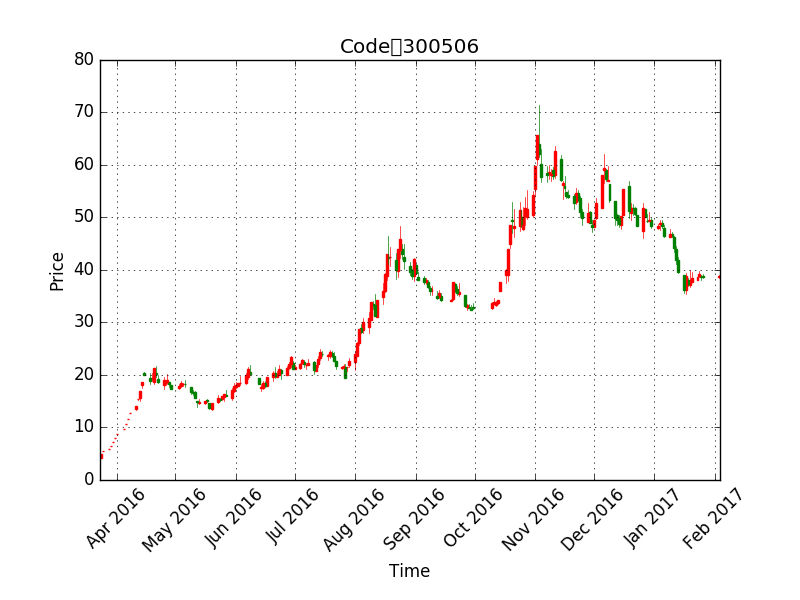 Code 300506
80
70
60
50
40
30
20
10
0
Price
Apr 2016
May 2016
Jun 2016
Jul 2016
Aug 2016
Sep 2016
Oct 2016
Nov 2016
Dec 2016
Jan 2017
Feb 2017
Time